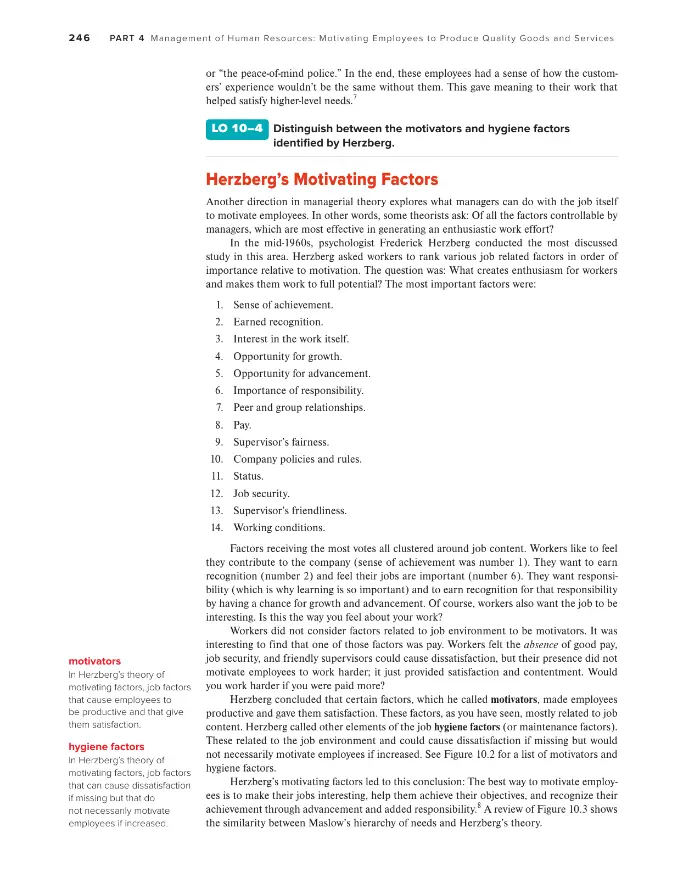 246 PART 4 Management of Human Resources: Motivating Employees to Produce Quality Goods and Services
or “the peace-of-mind police.” In the end, these employees had a sense of how the custom-
ers’ experience wouldn’t be the same without them. This gave meaning to their work that
helped satisfy higher-level needs.7
LO 10–4 Distinguish between the motivators and hygiene factors
identified by Herzberg.
Herzberg’s Motivating Factors
Another direction in managerial theory explores what managers can do with the job itself
to motivate employees. In other words, some theorists ask: Of all the factors controllable by
managers, which are most effective in generating an enthusiastic work effort?
In the mid-1960s, psychologist Frederick Herzberg conducted the most discussed
study in this area. Herzberg asked workers to rank various job related factors in order of
importance relative to motivation. The question was: What creates enthusiasm for workers
and makes them work to full potential? The most important factors were:
1. Sense of achievement.
2. Earned recognition.
3. Interest in the work itself.
4. Opportunity for growth.
5. Opportunity for advancement.
6. Importance of responsibility.
7. Peer and group relationships.
8. Pay.
9. Supervisor’s fairness.
10. Company policies and rules.
11. Status.
12. Job security.
13. Supervisor’s friendliness.
14. Working conditions.
Factors receiving the most votes all clustered around job content. Workers like to feel
they contribute to the company (sense of achievement was number 1). They want to earn
recognition (number 2) and feel their jobs are important (number 6). They want responsi-
bility (which is why learning is so important) and to earn recognition for that responsibility
by having a chance for growth and advancement. Of course, workers also want the job to be
interesting. Is this the way you feel about your work?
Workers did not consider factors related to job environment to be motivators. It was
interesting to find that one of those factors was pay. Workers felt the absence of good pay,
job security, and friendly supervisors could cause dissatisfaction, but their presence did not
motivate employees to work harder; it just provided satisfaction and contentment. Would
you work harder if you were paid more?
Herzberg concluded that certain factors, which he called motivators, made employees
productive and gave them satisfaction. These factors, as you have seen, mostly related to job
content. Herzberg called other elements of the job hygiene factors (or maintenance factors).
These related to the job environment and could cause dissatisfaction if missing but would
not necessarily motivate employees if increased. See Figure 10.2 for a list of motivators and
hygiene factors.
Herzberg’s motivating factors led to this conclusion: The best way to motivate employ-
ees is to make their jobs interesting, help them achieve their objectives, and recognize their
achievement through advancement and added responsibility.8 A review of Figure 10.3 shows
the similarity between Maslow’s hierarchy of needs and Herzberg’s theory.
motivators
In Herzberg’s theory of
motivating factors, job factors
that cause employees to
be productive and that give
them satisfaction.
hygiene factors
In Herzberg’s theory of
motivating factors, job factors
that can cause dissatisfaction
if missing but that do
not necessarily motivate
employees if increased.